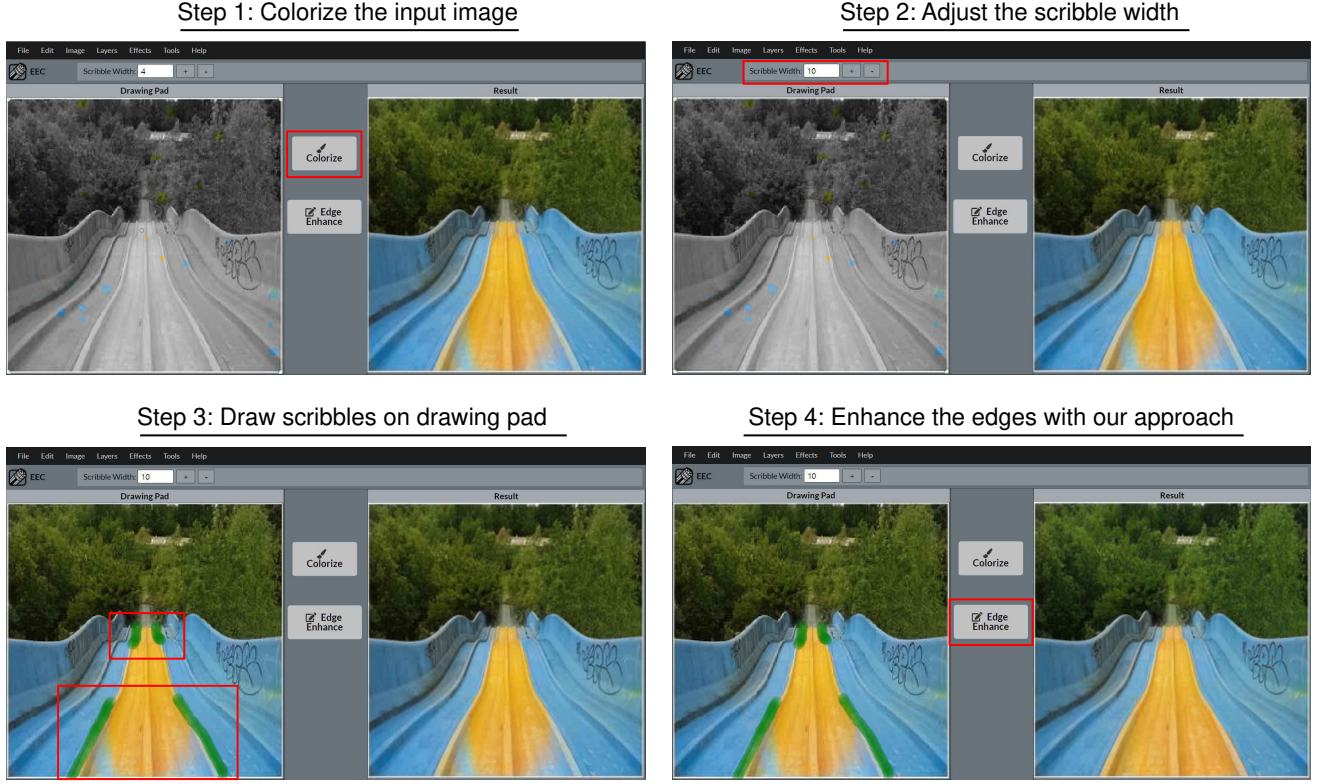 Step 1: Colorize the input image
File Edit Image Layers Effects Tools Help
EEC Scribble Width: 4 + -
Drawing Pad Result
Colorize
Edge
Enhance
Step 2: Adjust the scribble width
File Edit Image Layers Effects Tools Help
EEC Scribble Width: 10 + -
Drawing Pad Result
Colorize
Edge
Enhance
Step 3: Draw scribbles on drawing pad
File Edit Image Layers Effects Tools Help
EEC Scribble Width: 10 + -
Drawing Pad Result
Colorize
Edge
Enhance
Step 4: Enhance the edges with our approach
File Edit Image Layers Effects Tools Help
EEC Scribble Width: 10 + -
Drawing Pad Result
Colorize
Edge
Enhance